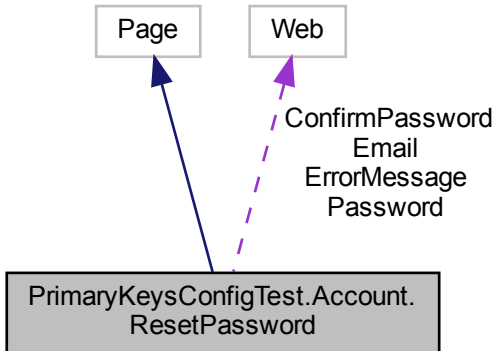 Page
Web
ConfirmPassword
Email
ErrorMessage
Password
PrimaryKeysConfigTest.Account.
ResetPassword